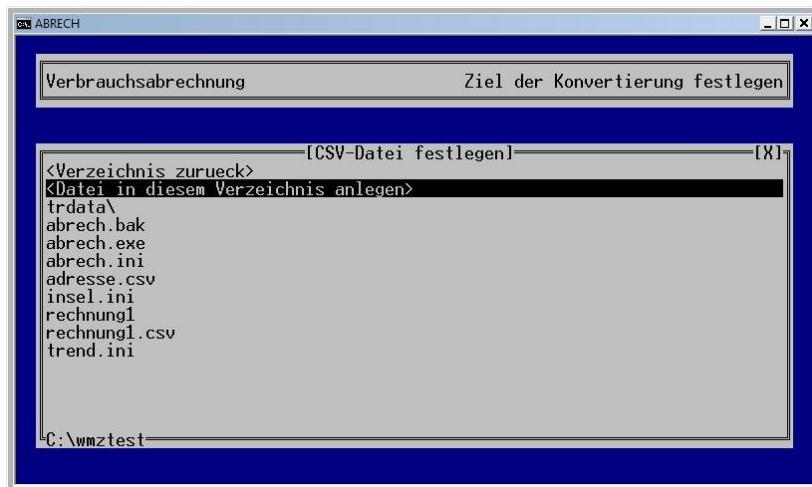 ABRECH
Verbrauchsabrechnung Ziel der Konvertierung festlegen
[CSV-Datei festlegen] [X]
<Verzeichnis zurueck>
<Datei in diesem Verzeichnis anlegen>
trdata\
abrech.bak
abrech.exe
abrech.ini
adresse.csv
insel.ini
rechnung1
rechnung1.csv
trend.ini
C:\wmztest